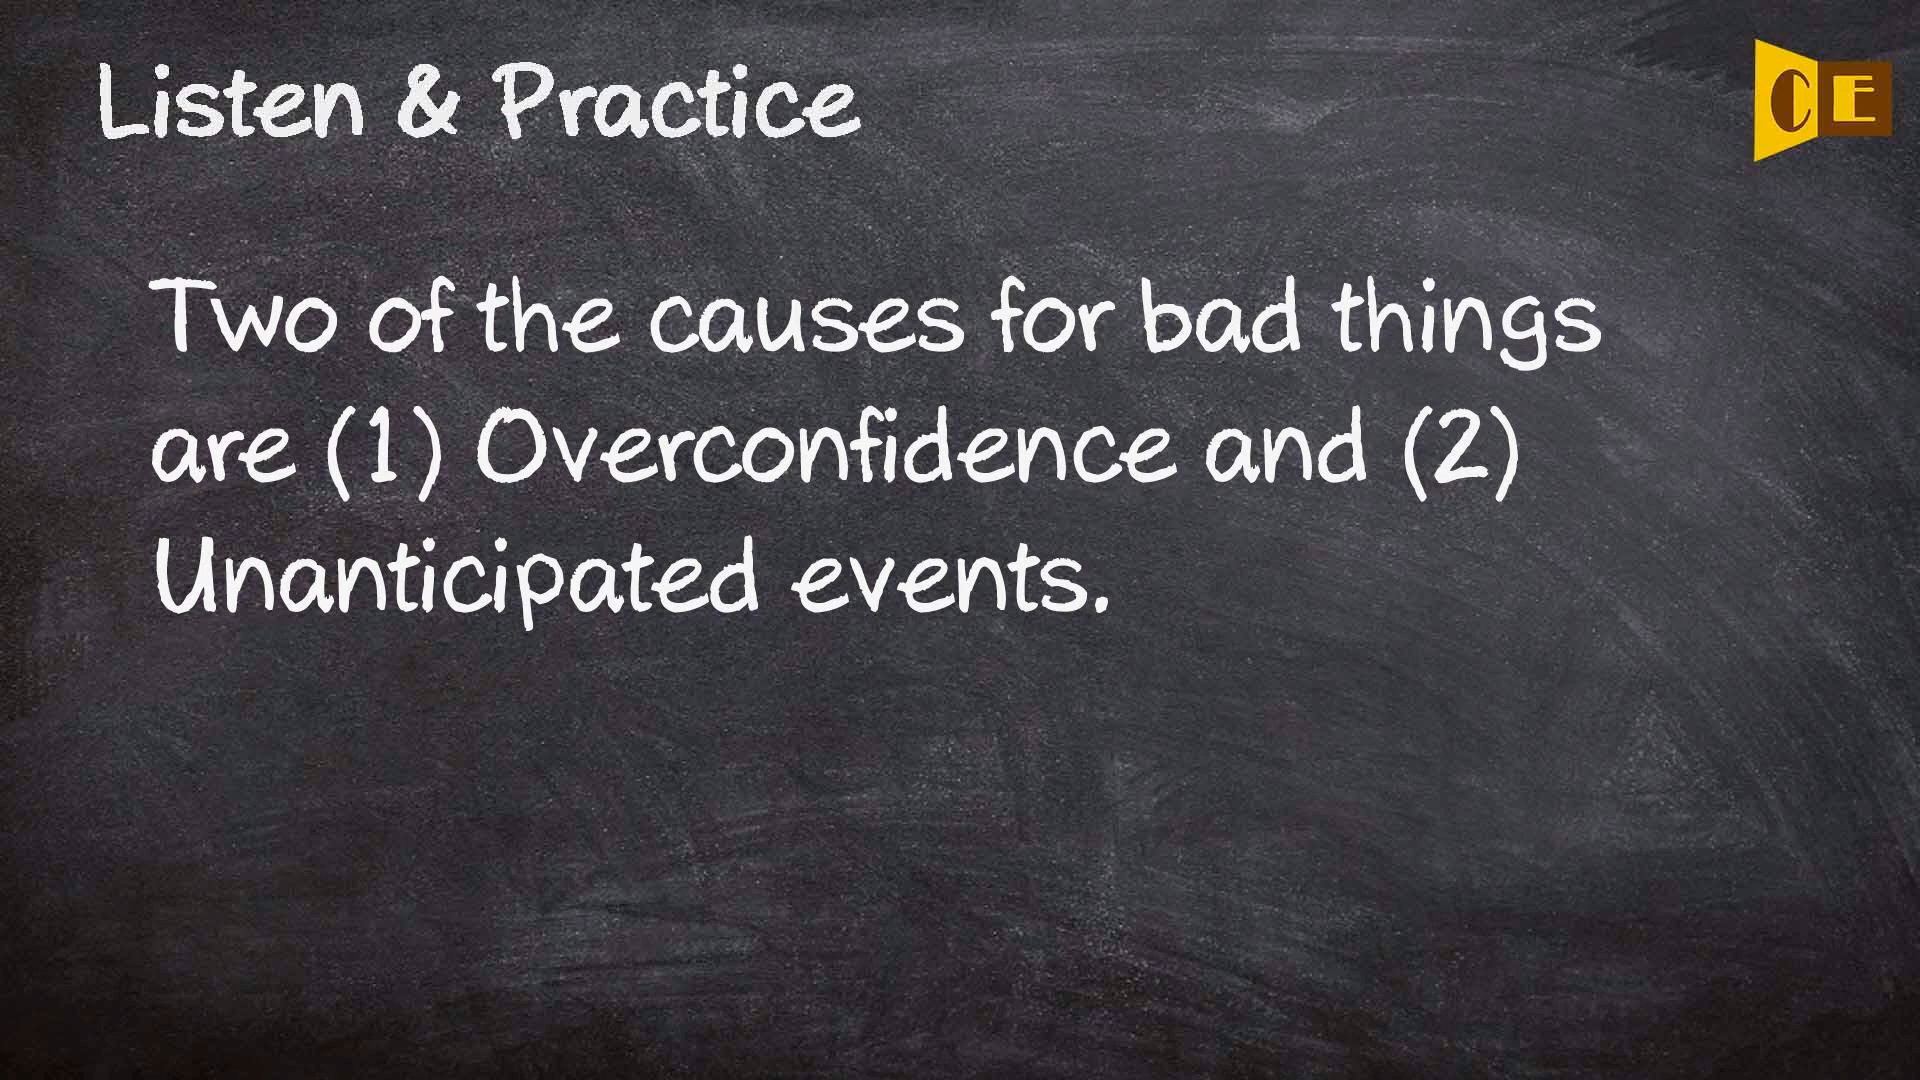 Listen & Practice
CE
Two of the causes for bad things
are (1) Overconfidence and (2)
Unanticipated events.